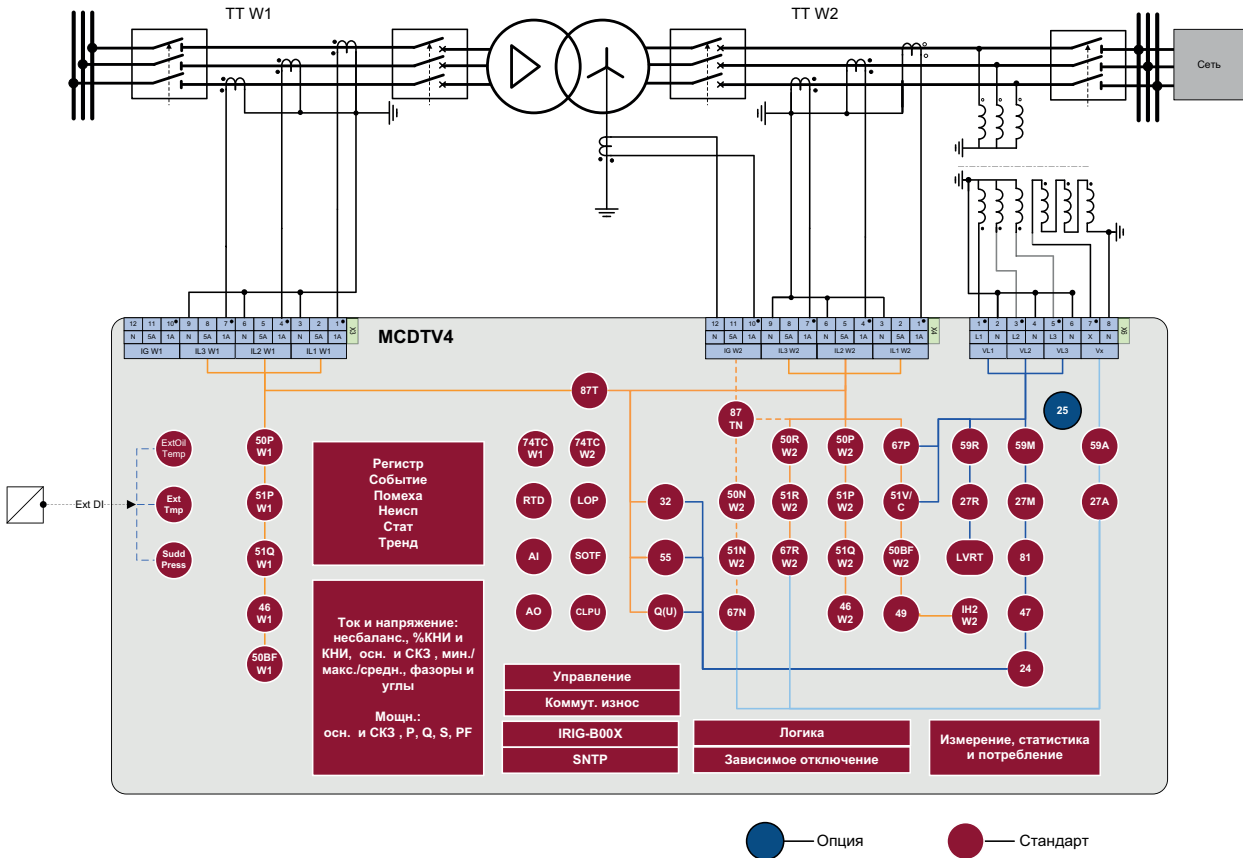 ТТ W1
ТТ W2
Сеть
12 11 10 9 8 7 6 5 4 3 2 1
N 5A 1A N 5A 1A N 5A 1A N 5A 1A
IG W1 IL3 W1 IL2 W1 IL1 W1
X3
MCDTV4
12 11 10 9 8 7 6 5 4 3 2 1
N 5A 1A N 5A 1A N 5A 1A N 5A 1A
IG W2 IL3 W2 IL2 W2 IL1 W2
X4
1 2 3 4 5 6 7 8
L1 N L2 N L3 N X N
VL1 VL2 VL3 Vx
X6
87T
25
87
TN
ExtOil
Temp
50P
W1
74TC
W1
74TC
W2
50R
W2
50P
W2
67P
59R
59M
59A
Регистр
Событие
Помеха
Неисп
Стат
Тренд
Ext DI
Ext
Tmp
51P
W1
RTD
LOP
32
50N
W2
51R
W2
51P
W2
51V/
C
27R
27M
27A
Sudd
Press
51Q
W1
AI
SOTF
55
51N
W2
67R
W2
51Q
W2
50BF
W2
LVRT
81
46
W1
AO
CLPU
Q(U)
67N
46
W2
49
IH2
W2
47
50BF
W1
24
Ток и напряжение:
несбаланс., %КНИ и
КНИ, осн. и СКЗ , мин./
макс./средн., фазоры и
углы
Мощн.:
осн. и СКЗ , P, Q, S, PF
Управление
Коммут. износ
IRIG-B00X
SNTP
Логика
Зависимое отключение
Измерение, статистика
и потребление
Опция
Стандарт